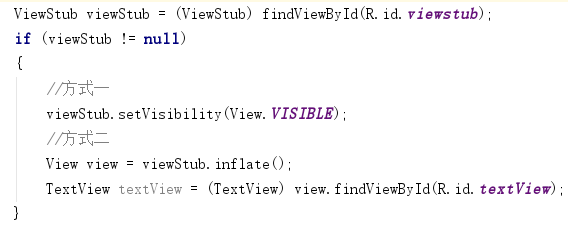 ViewStub viewStub = (ViewStub) findViewById(R.id.viewstub);
if (viewStub != null)
{
//方式一
viewStub.setVisibility(View.VISIBLE);
//方式二
View view = viewStub.inflate();
TextView textView = (TextView) view.findViewById(R.id.textView);
}